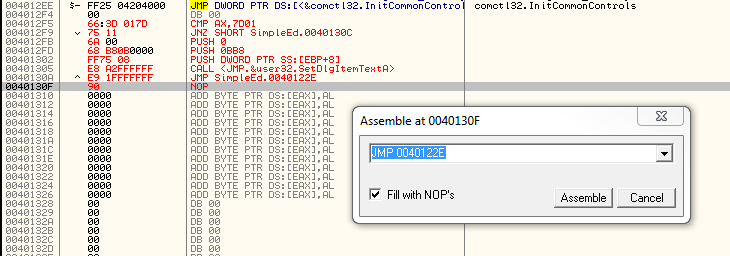 004012EE $- FF25 04204000 JMP DWORD PTR DS:[<&comctl32.InitCommonControl comctl32.InitCommonControls
004012F4 00 DB 00
004012F5 66:3D 017D CMP AX,7D01
004012F9 75 11 JNZ SHORT SimpleEd.0040130C
004012FB 6A 00 PUSH 0
004012FD 68 B80B0000 PUSH 0BB8
00401302 FF75 08 PUSH DWORD PTR SS:[EBP+8]
00401305 E8 A2FFFFFF CALL <JMP.&user32.SetDlgItemTextA>
0040130A ^ E9 1FFFFFFF JMP SimpleEd.0040122E
0040130F 90 NOP
00401310 0000 ADD BYTE PTR DS:[EAX],AL
00401312 0000 ADD BYTE PTR DS:[EAX],AL
00401314 0000 ADD BYTE PTR DS:[EAX],AL
00401316 0000 ADD BYTE PTR DS:[EAX],AL
00401318 0000 ADD BYTE PTR DS:[EAX],AL
0040131A 0000 ADD BYTE PTR DS:[EAX],AL
0040131C 0000 ADD BYTE PTR DS:[EAX],AL
0040131E 0000 ADD BYTE PTR DS:[EAX],AL
00401320 0000 ADD BYTE PTR DS:[EAX],AL
00401322 0000 ADD BYTE PTR DS:[EAX],AL
00401324 0000 ADD BYTE PTR DS:[EAX],AL
00401326 0000 ADD BYTE PTR DS:[EAX],AL
00401328 00 DB 00
00401329 00 DB 00
0040132A 00 DB 00
0040132B 00 DB 00
0040132C 00 DB 00
0040132D 00 DB 00
Assemble at 0040130F
JMP 0040122E
Fill with NOP's
Assemble
Cancel